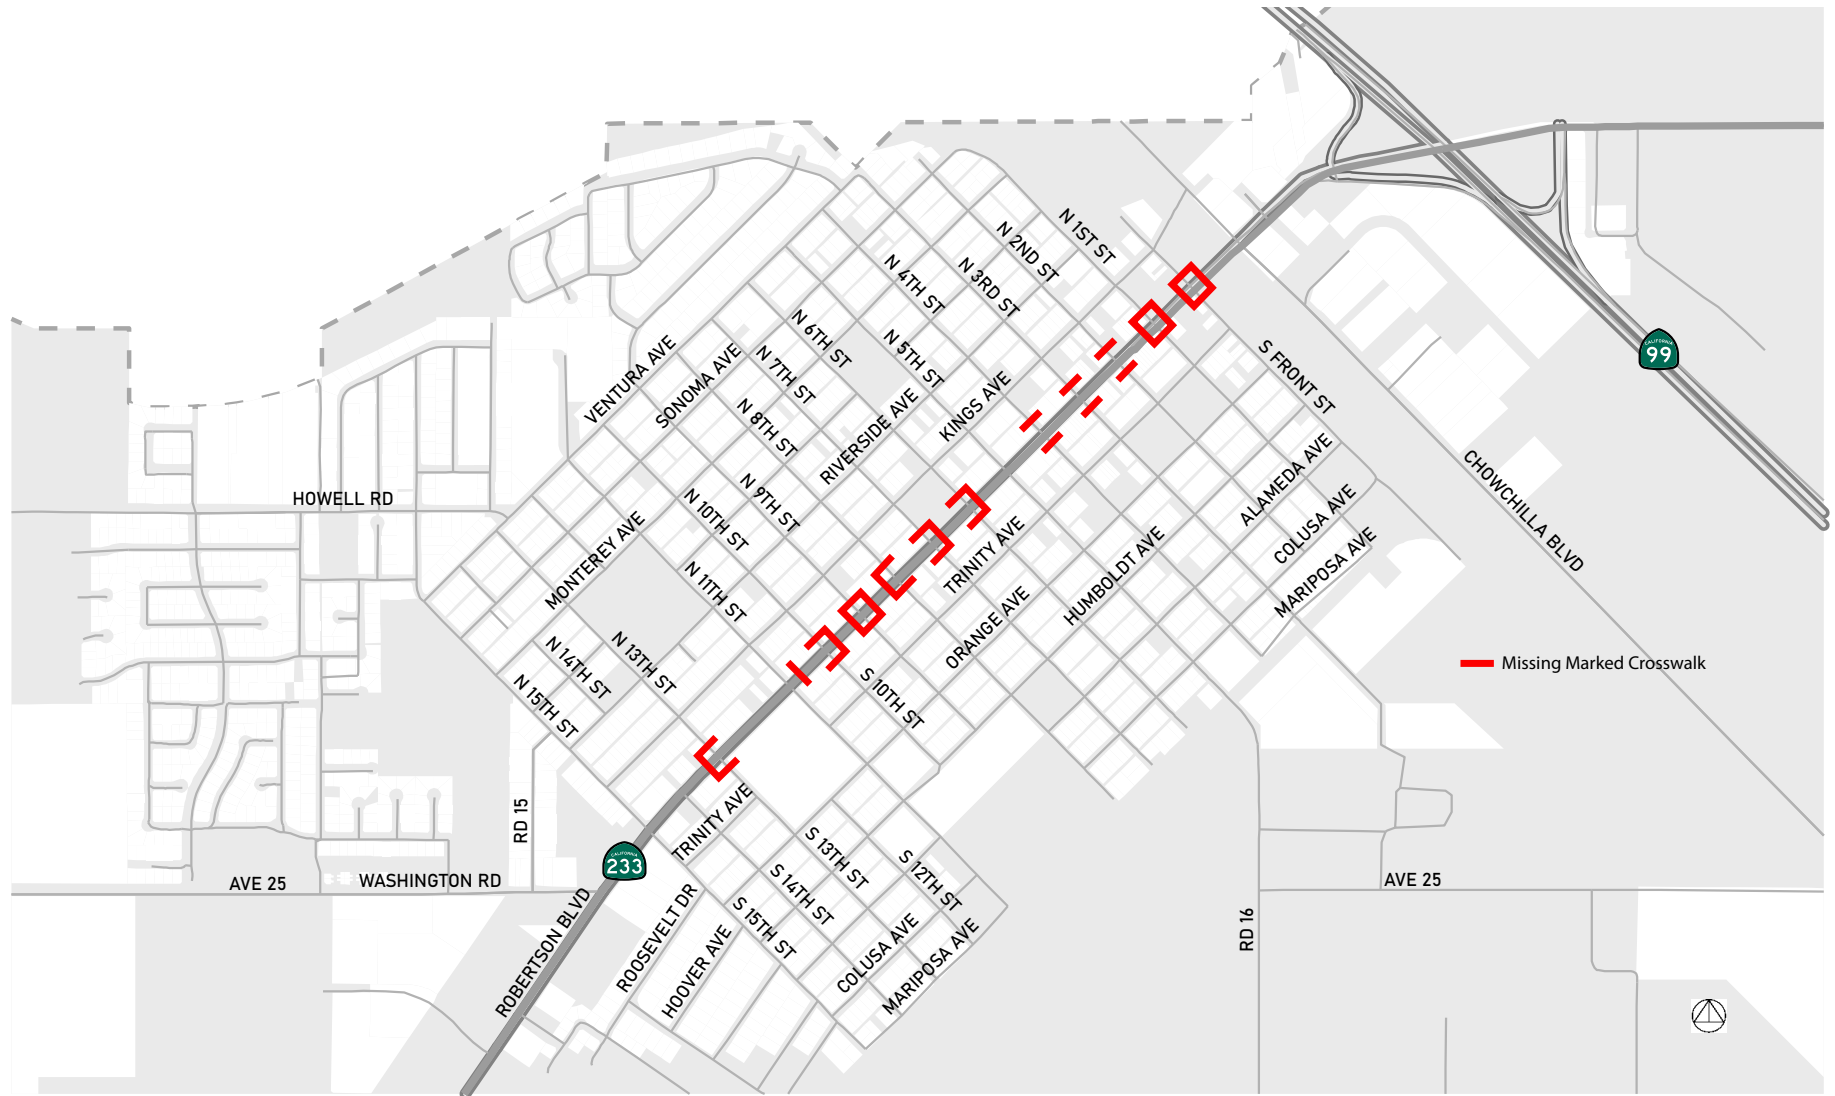 N 1ST ST
N 2ND ST
N 3RD ST
N 4TH ST
N 5TH ST
N 6TH ST
N 7TH ST
N 8TH ST
N 9TH ST
N 10TH ST
N 11TH ST
N 13TH ST
N 14TH ST
N 15TH ST
VENTURA AVE
SONOMA AVE
RIVERSIDE AVE
KINGS AVE
MONTEREY AVE
HOWELL RD
S FRONT ST
CALIFORNIA
99
CHOWCHILLA BLVD
ALAMEDA AVE
COLUSA AVE
MARIPOSA AVE
HUMBOLDT AVE
TRINITY AVE
ORANGE AVE
S 10TH ST
Missing Marked Crosswalk
RD 15
TRINITY AVE
CALIFORNIA
233
AVE 25
WASHINGTON RD
ROBERTSON BLVD
ROOSEVELT DR
HOOVER AVE
S 12TH ST
S 13TH ST
S 14TH ST
S 15TH ST
COLUSA AVE
MARIPOSA AVE
RD 16
AVE 25